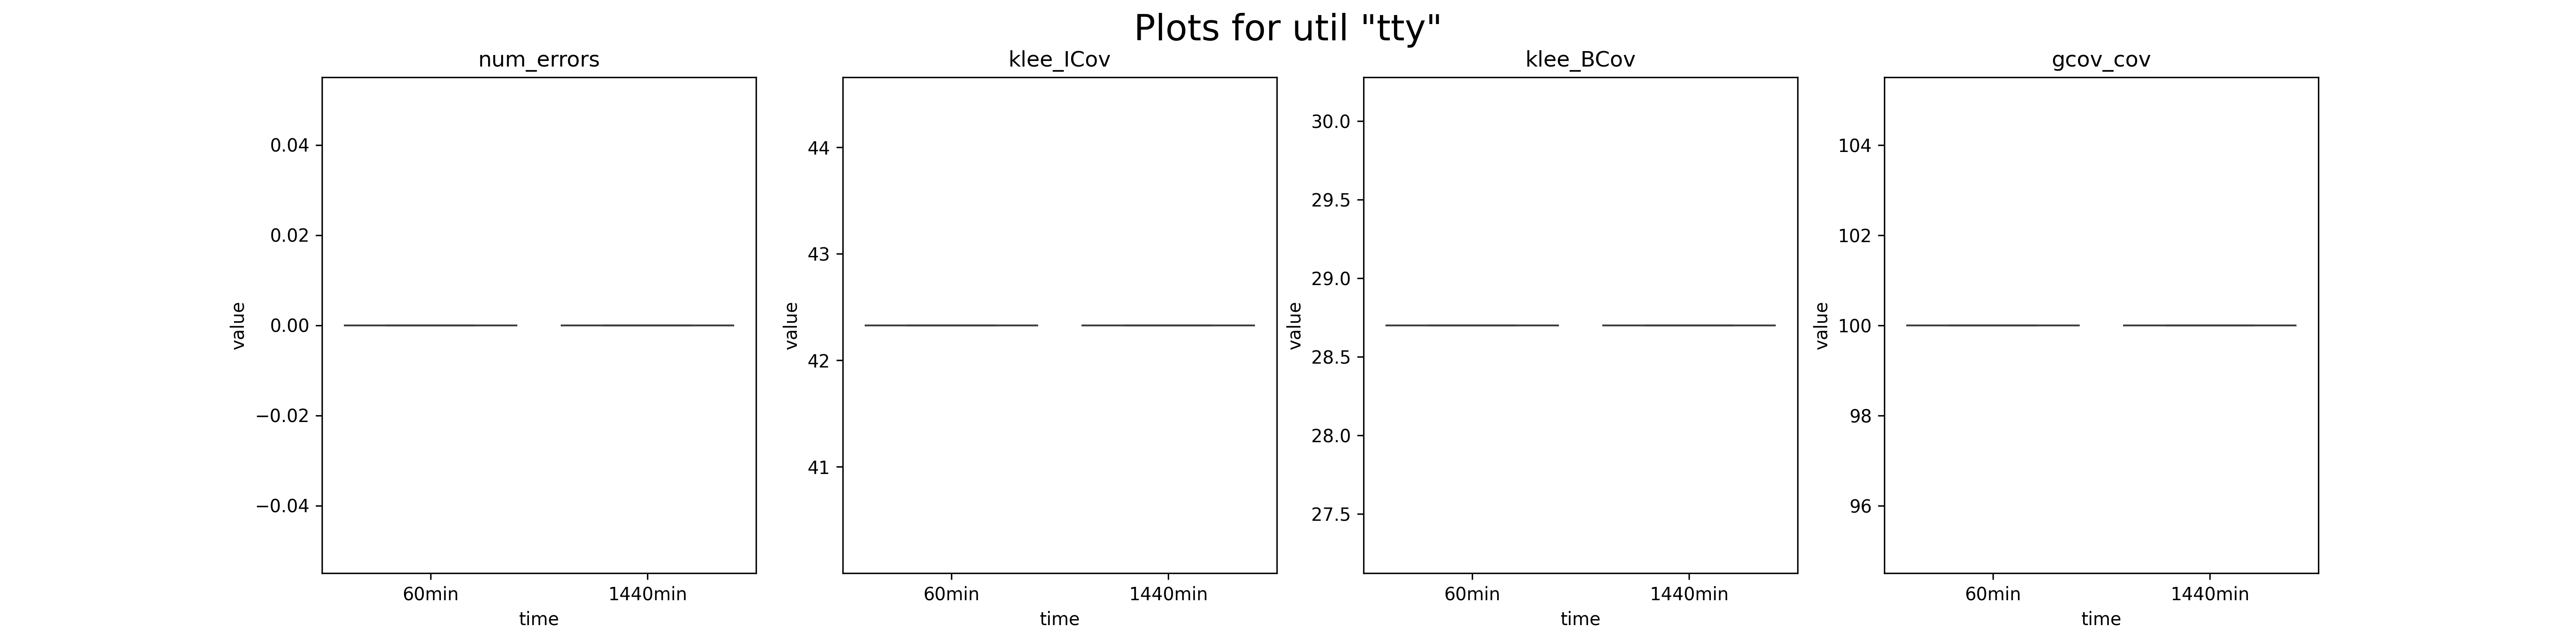 Plots for util "tty"
num_errors
0.04
0.02
0.00
−0.02
−0.04
value
60min
1440min
time
klee_ICov
44
43
42
41
value
60min
1440min
time
klee_BCov
30.0
29.5
29.0
28.5
28.0
27.5
value
60min
1440min
time
gcov_cov
104
102
100
98
96
value
60min
1440min
time